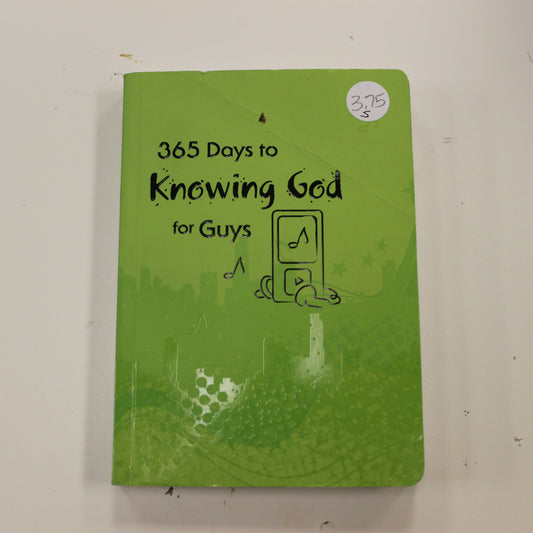 3.75
S
365 Days to
Knowing God
for Guys